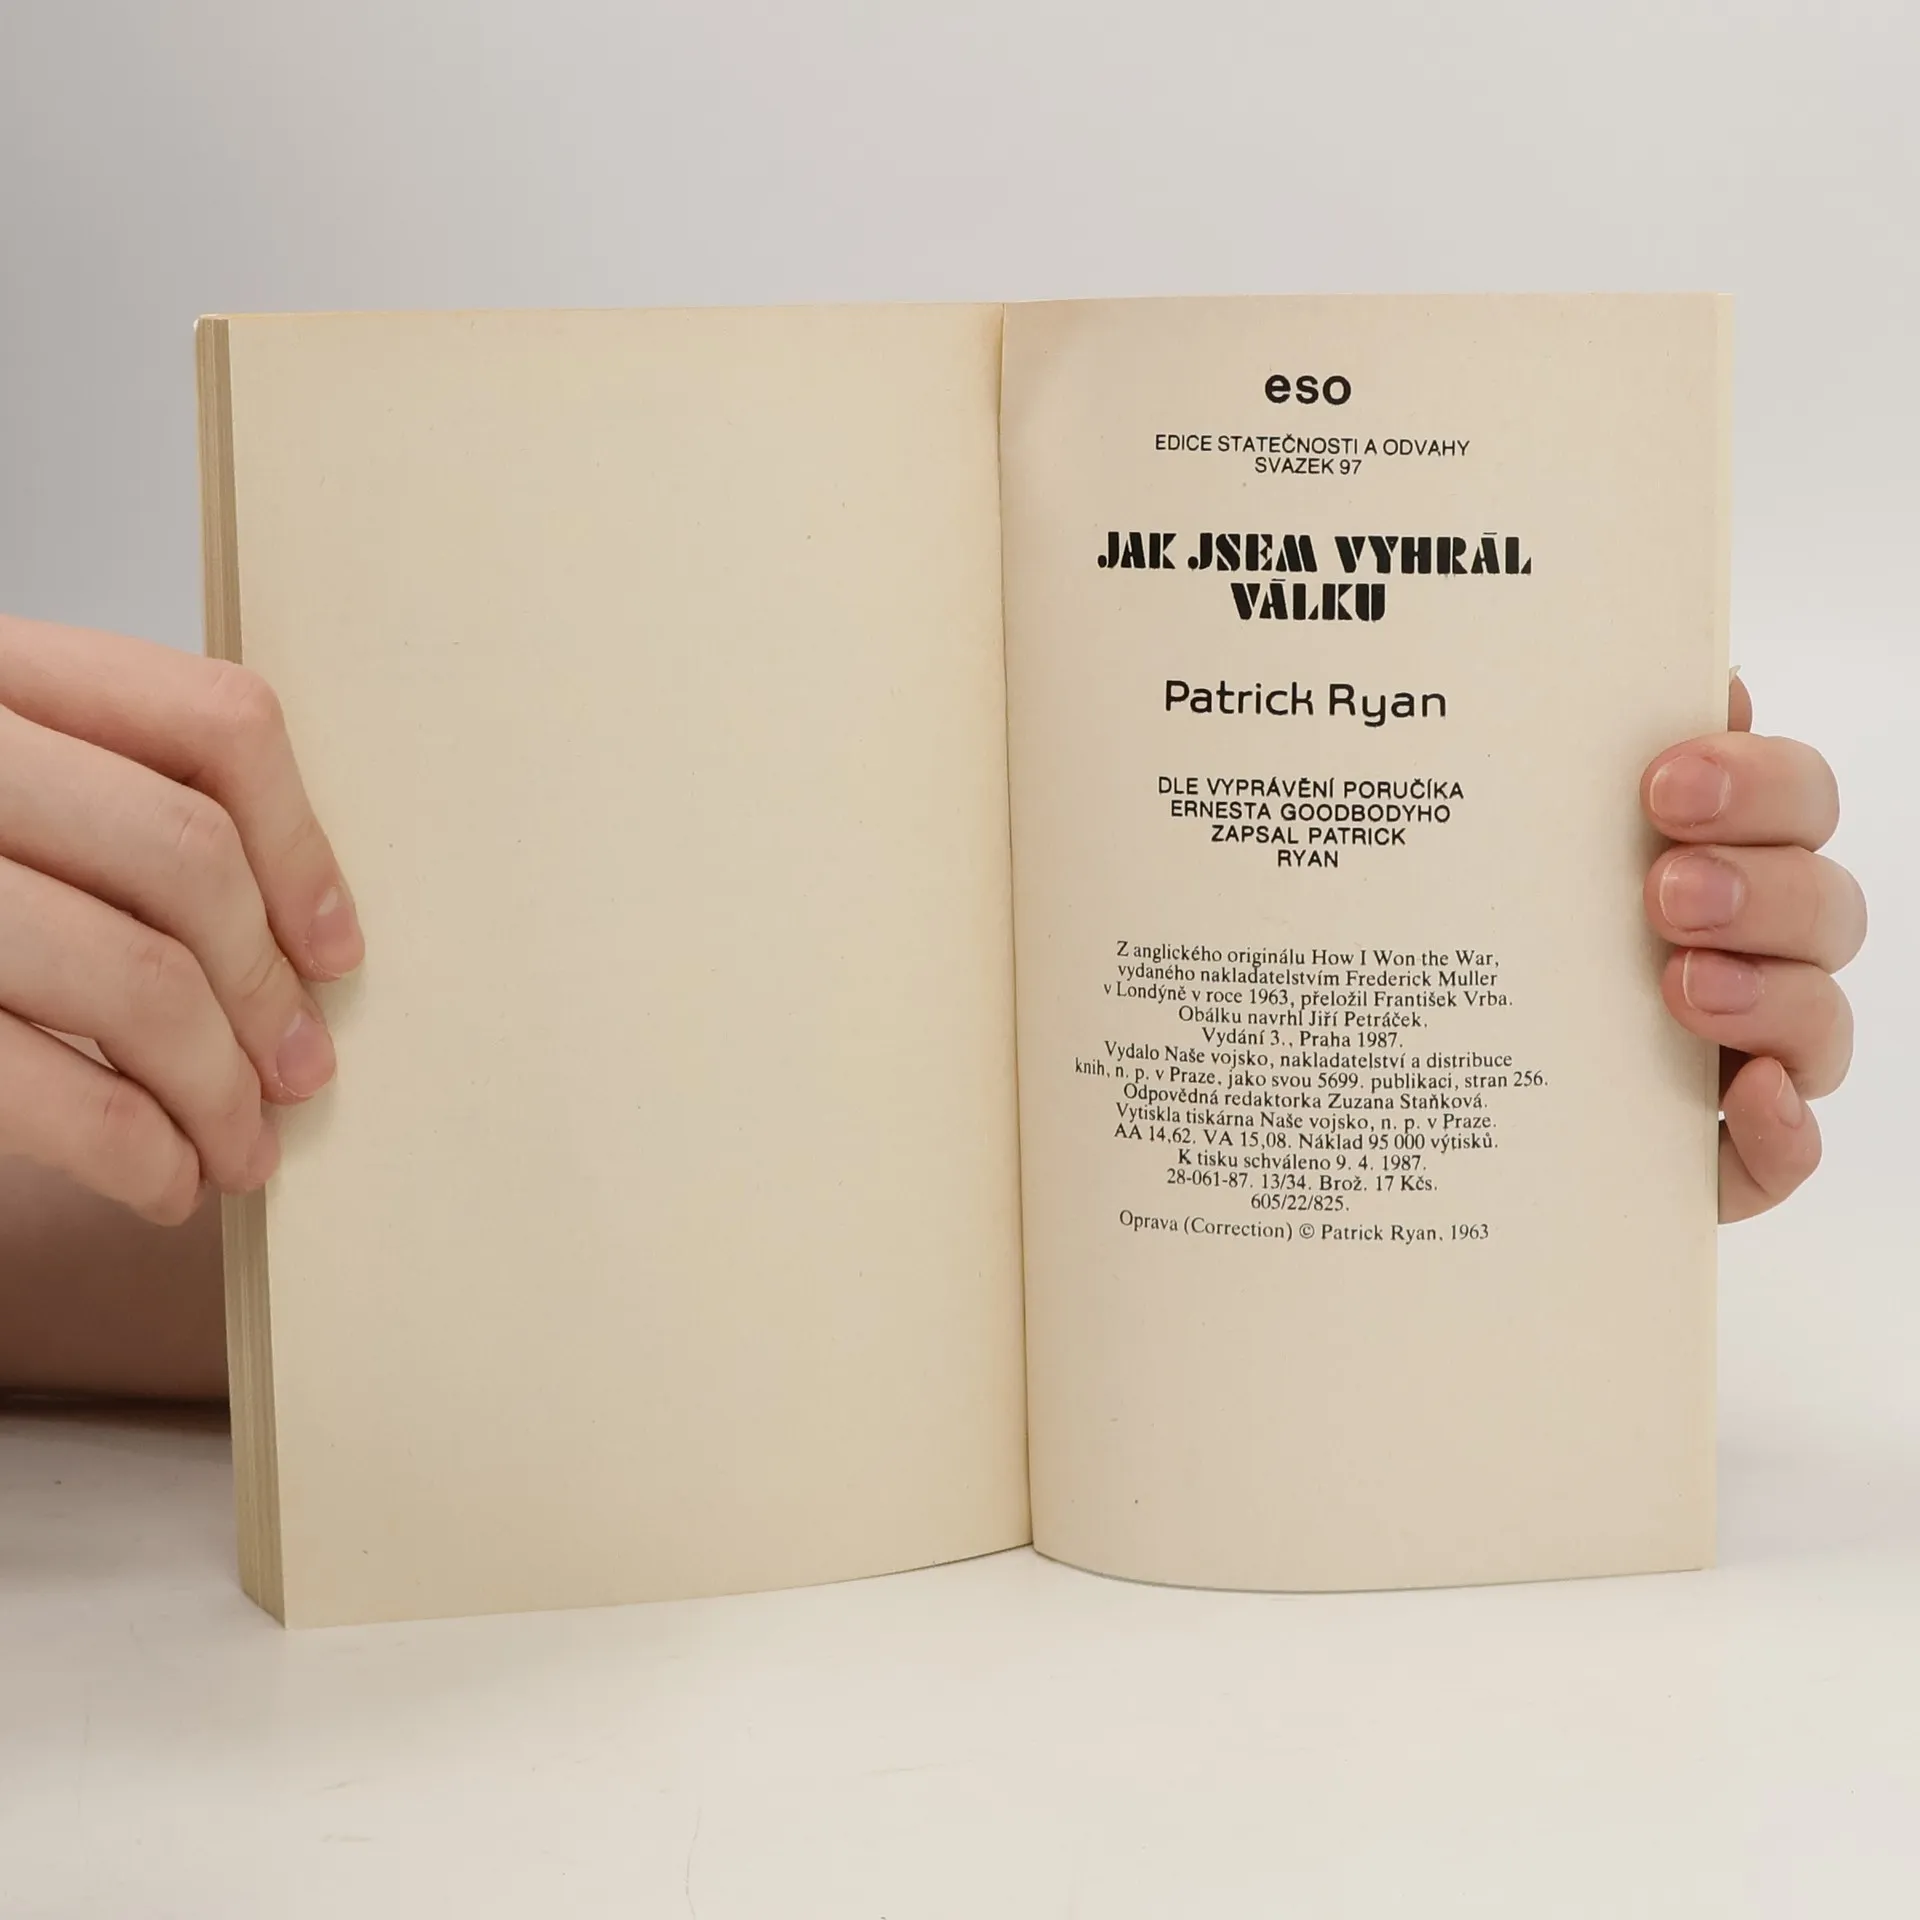 eso
EDICE STATEČNOSTI A ODVAHY
SVAZEK 97
JAK JSEM VYHRÁL
VÁLKU
Patrick Ryan
DLE VYPRÁVĚNÍ PORUČÍKA
ERNESTA GOODBODYHO
ZAPSAL PATRICK
RYAN
Z anglického originálu How I Won the War,
vydaného nakladatelstvím Frederick Muller
v Londýně v roce 1963, přeložil František Vrba.
Obálku navrhl Jiří Petráček.
Vydání 3., Praha 1987.
Vydalo Naše vojsko, nakladatelství a distribuce
knih, n. p. v Praze, jako svou 5699. publikaci, stran 256.
Odpovědná redaktorka Zuzana Staňková.
Vytiskla tiskárna Naše vojsko, n. p. v Praze.
AA 14,62. VA 15,08. Náklad 95 000 výtisků.
K tisku schváleno 9. 4. 1987.
28-061-87. 13/34. Brož. 17 Kčs.
605/22/825.
Oprava (Correction) © Patrick Ryan, 1963